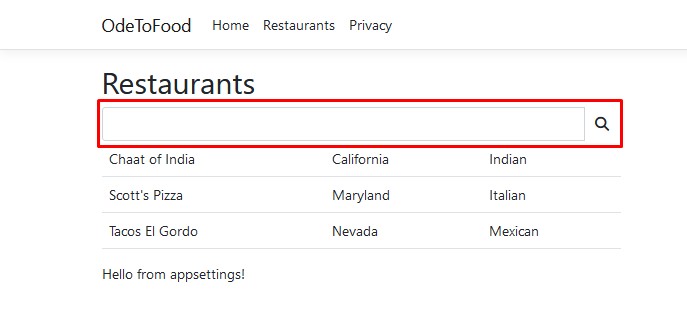 OdeToFood Home Restaurants Privacy
Restaurants
Chaat of India California Indian
Scott's Pizza Maryland Italian
Tacos El Gordo Nevada Mexican
Hello from appsettings!